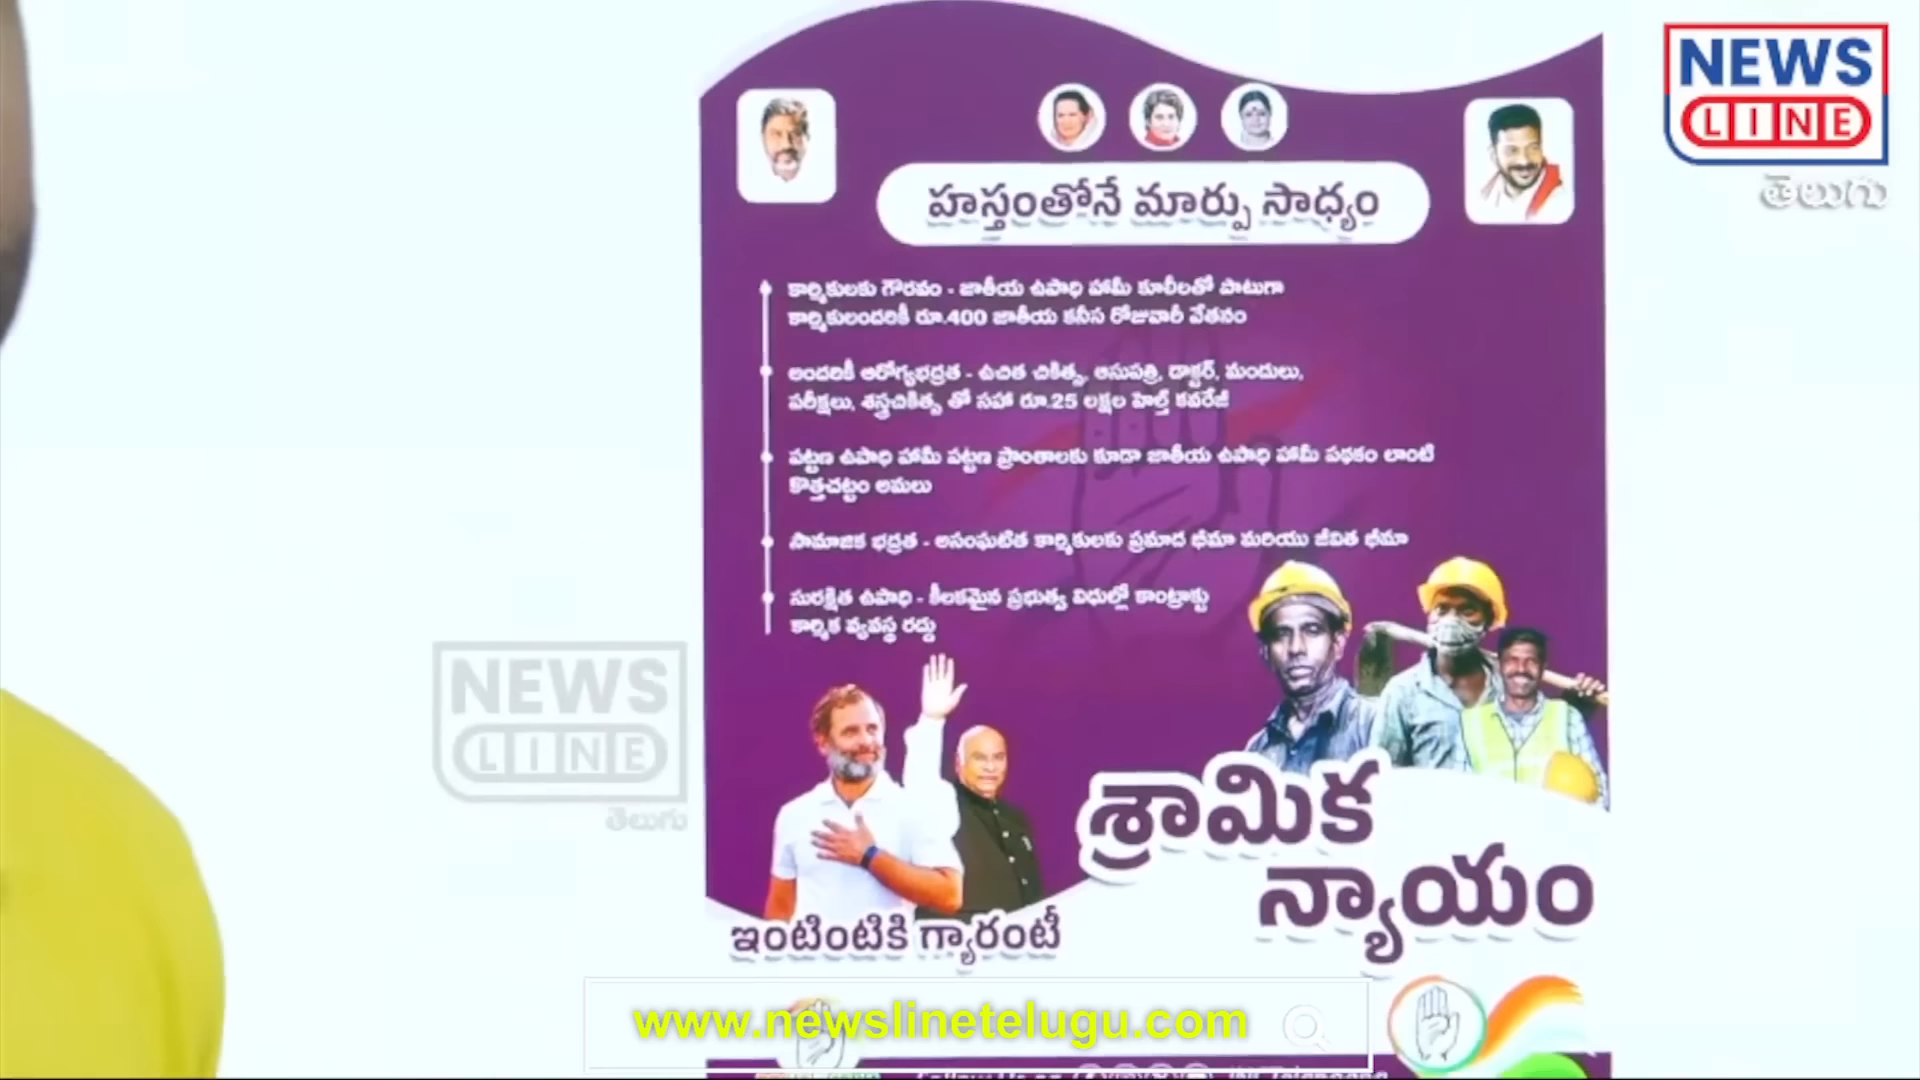 NEWS
LINE
తెలుగు
హస్తంతోనే మార్పు సాధ్యం
కార్మికులకు గౌరవం - జాతీయ ఉపాధి హామీ కూలీలతో పాటుగా
కార్మికులందరికీ రూ.400 జాతీయ కనీస రోజువారీ వేతనం
అందరికీ ఆరోగ్యభద్రత - ఉచిత చికిత్స, ఆసుపత్రి, డాక్టర్, మందులు,
పరీక్షలు, శస్త్రచికిత్స తో సహా రూ.25 లక్షల హెల్త్ కవరేజీ
పట్టణ ఉపాధి హామీ పట్టణ ప్రాంతాలకు కూడా జాతీయ ఉపాధి హామీ పథకం లాంటి
కొత్తచట్టం అమలు
సామాజిక భద్రత - అసంఘటిత కార్మికులకు ప్రమాద భీమా మరియు జీవిత భీమా
సురక్షిత ఉపాధి - కీలకమైన ప్రభుత్వ విధుల్లో కాంట్రాక్టు
కార్మిక వ్యవస్థ రద్దు
NEWS
LINE
తెలుగు
శ్రామిక
న్యాయం
ఇంటింటికి గ్యారంటీ
www.newslinetelugu.com